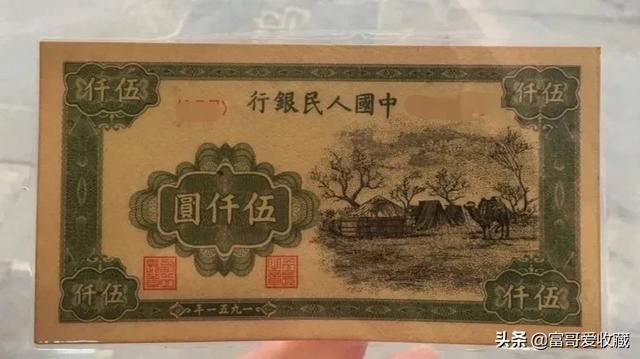 伍仟
伍仟
中國人民銀行
伍仟圓
伍仟
伍仟
一九五一年
头条 @富哥爱收藏